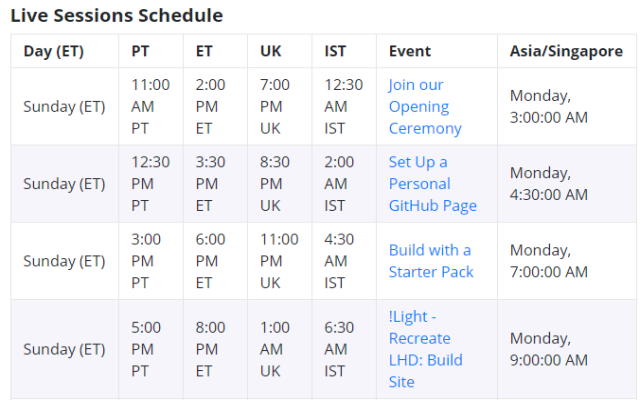 Live Sessions Schedule
Day (ET) PT ET UK IST Event Asia/Singapore
Sunday (ET) 11:00 AM PT 2:00 PM ET 7:00 PM UK 12:30 AM IST Join our Opening Ceremony Monday, 3:00:00 AM
Sunday (ET) 12:30 PM PT 3:30 PM ET 8:30 PM UK 2:00 AM IST Set Up a Personal GitHub Page Monday, 4:30:00 AM
Sunday (ET) 3:00 PM PT 6:00 PM ET 11:00 PM UK 4:30 AM IST Build with a Starter Pack Monday, 7:00:00 AM
Sunday (ET) 5:00 PM PT 8:00 PM ET 1:00 AM UK 6:30 AM IST !Light - Recreate LHD: Build Site Monday, 9:00:00 AM